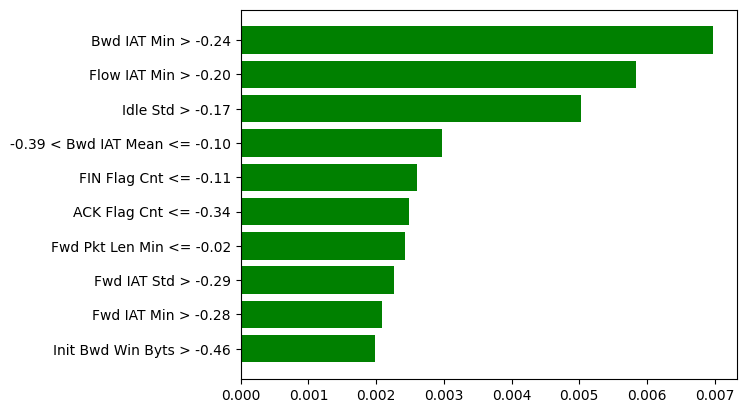 Bwd IAT Min > -0.24
Flow IAT Min > -0.20
Idle Std > -0.17
-0.39 < Bwd IAT Mean <= -0.10
FIN Flag Cnt <= -0.11
ACK Flag Cnt <= -0.34
Fwd Pkt Len Min <= -0.02
Fwd IAT Std > -0.29
Fwd IAT Min > -0.28
Init Bwd Win Byts > -0.46
0.000 0.001 0.002 0.003 0.004 0.005 0.006 0.007